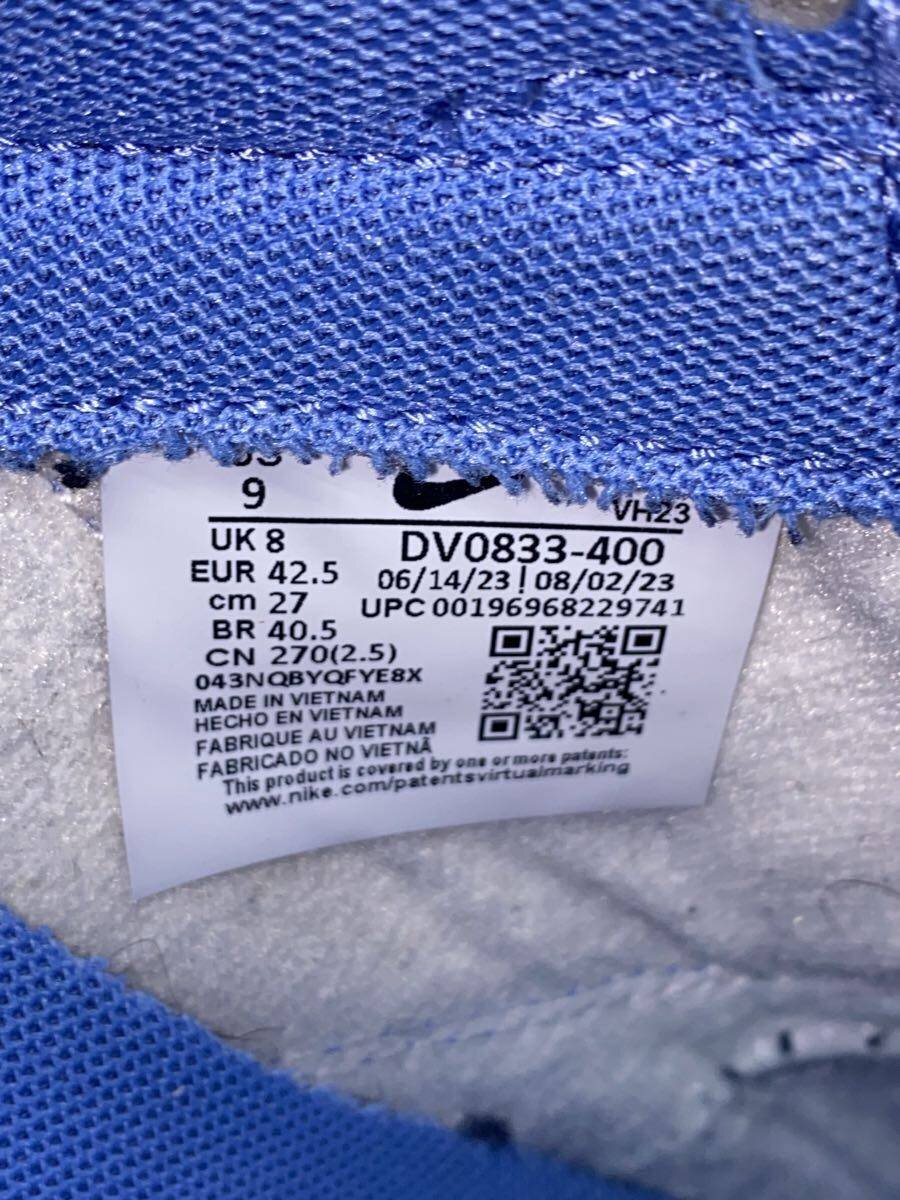 9
VH23
UK 8
DV0833-400
EUR 42.5
06/14/23 | 08/02/23
cm 27
UPC 00196968229741
BR 40.5
CN 270(2.5)
043NQBYQFYE8X
MADE IN VIETNAM
HECHO EN VIETNAM
FABRIQUE AU VIETNAM
FABRICADO NO VIETNÃ
This product is covered by one or more patents:
www.nike.com/patentsvirtualmarking